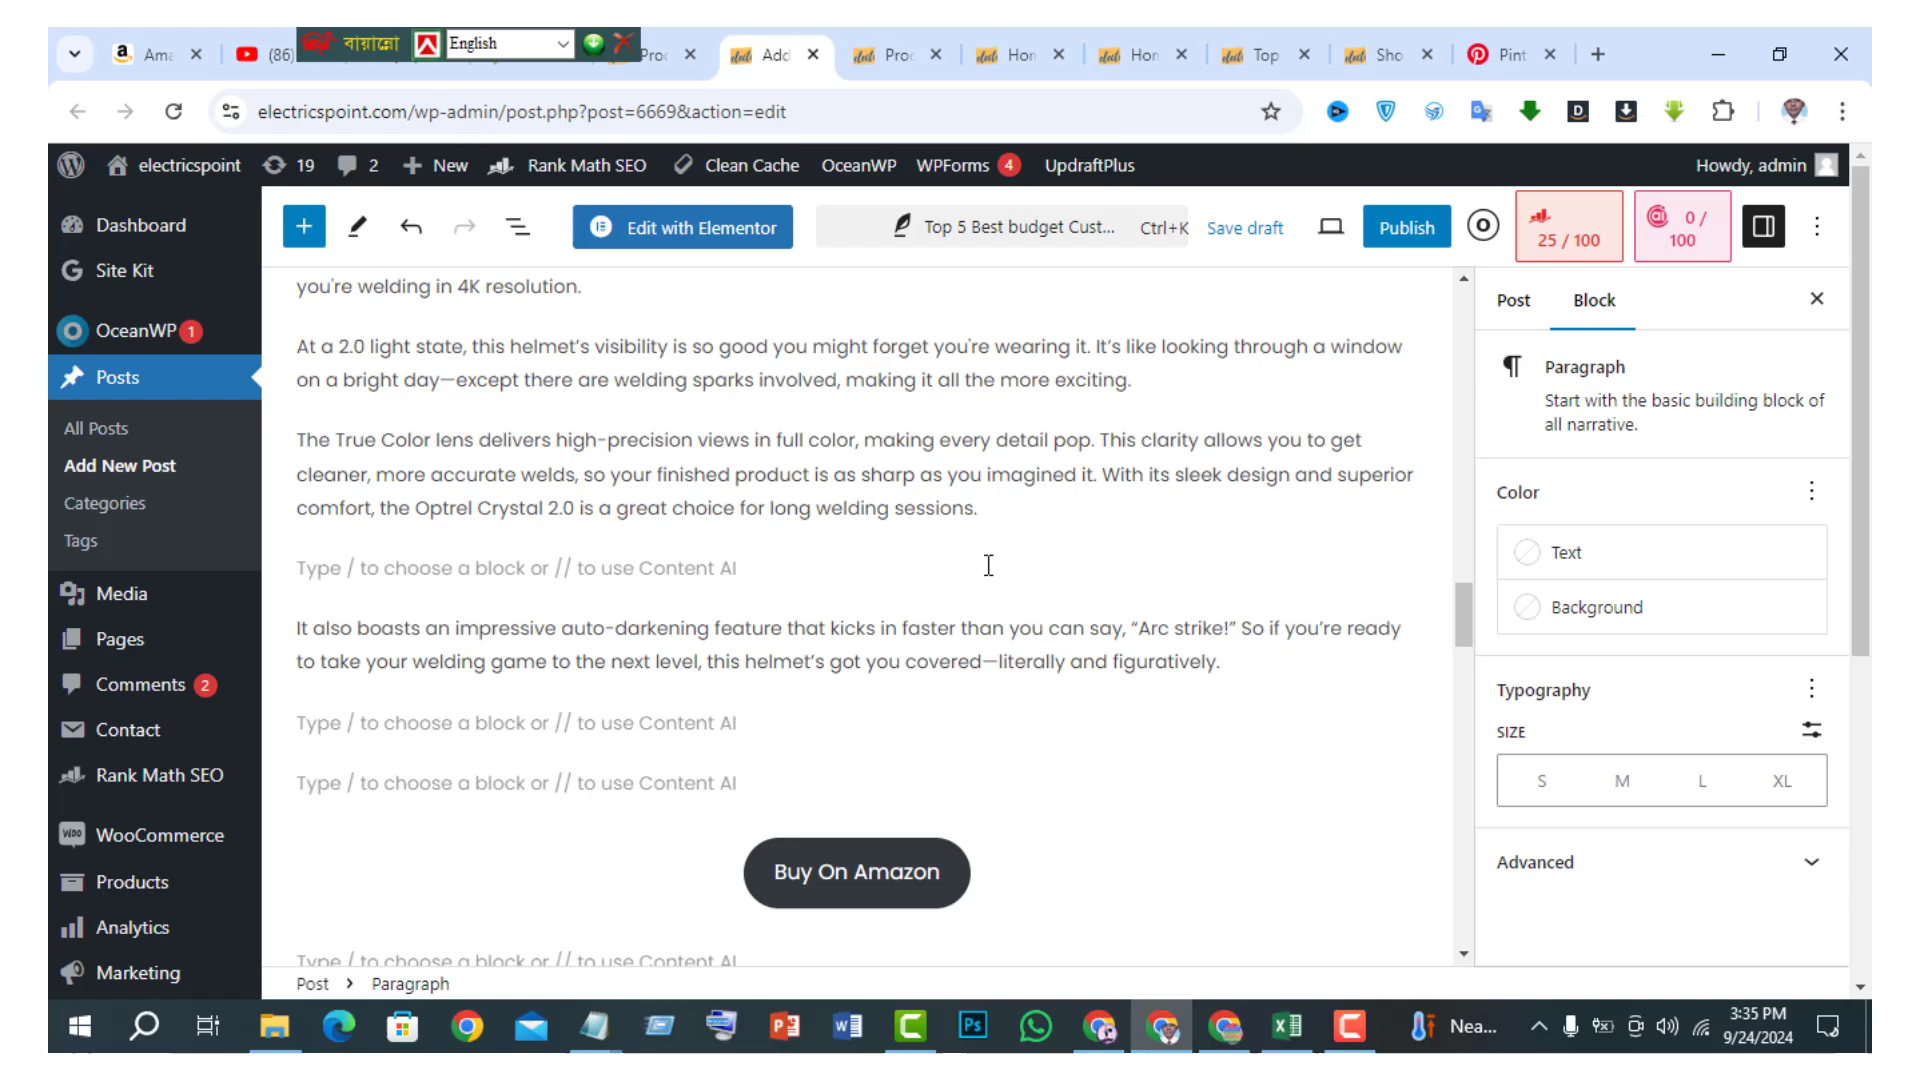 Ama
(86)
বায়ান্নো
English
Proc
Add
Proc
Hon
Hon
Top
Sho
Pint
electricspoint.com/wp-admin/post.php?post=6669&action=edit
electricspoint
19
2
New
Rank Math SEO
Clean Cache
OceanWP
WPForms 4
UpdraftPlus
Howdy, admin
Dashboard
Site Kit
OceanWP 1
Posts
All Posts
Add New Post
Categories
Tags
Media
Pages
Comments 2
Contact
Rank Math SEO
WooCommerce
Products
Analytics
Marketing
Edit with Elementor
Top 5 Best budget Cust...
Ctrl+K
Save draft
Publish
25 / 100
0 /
100
you're welding in 4K resolution.
At a 2.0 light state, this helmet’s visibility is so good you might forget you're wearing it. It’s like looking through a window
on a bright day—except there are welding sparks involved, making it all the more exciting.
The True Color lens delivers high-precision views in full color, making every detail pop. This clarity allows you to get
cleaner, more accurate welds, so your finished product is as sharp as you imagined it. With its sleek design and superior
comfort, the Optrel Crystal 2.0 is a great choice for long welding sessions.
Type / to choose a block or // to use Content AI
It also boasts an impressive auto-darkening feature that kicks in faster than you can say, “Arc strike!” So if you’re ready
to take your welding game to the next level, this helmet’s got you covered—literally and figuratively.
Type / to choose a block or // to use Content AI
Type / to choose a block or // to use Content AI
Buy On Amazon
Type / to choose a block or // to use Content AI
Post > Paragraph
Post
Block
Paragraph
Start with the basic building block of
all narrative.
Color
Text
Background
Typography
SIZE
S
M
L
XL
Advanced
Nea...
3:35 PM
9/24/2024